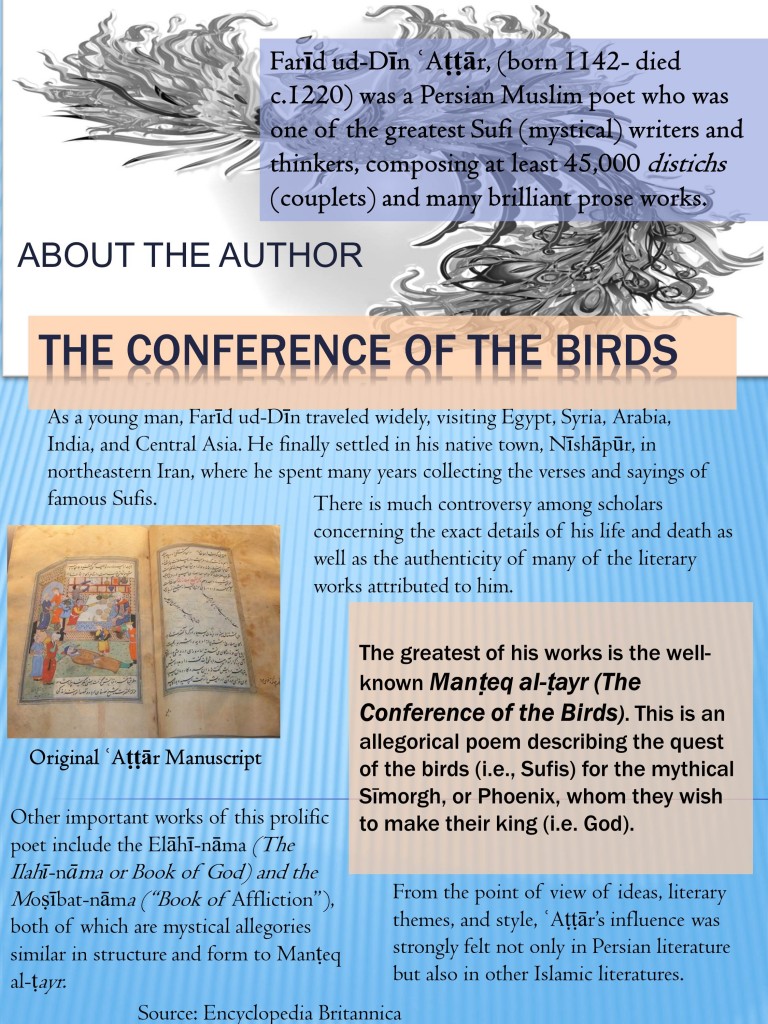 Farīd ud-Dīn ʿAṭṭār, (born 1142- died
c.1220) was a Persian Muslim poet who was
one of the greatest Sufi (mystical) writers and
thinkers, composing at least 45,000 distichs
(couplets) and many brilliant prose works.
ABOUT THE AUTHOR
THE CONFERENCE OF THE BIRDS
As a young man, Farīd ud-Dīn traveled widely, visiting Egypt, Syria, Arabia,
India, and Central Asia. He finally settled in his native town, Nīshāpūr, in
northeastern Iran, where he spent many years collecting the verses and sayings of
famous Sufis.
There is much controversy among scholars
concerning the exact details of his life and death as
well as the authenticity of many of the literary
works attributed to him.
The greatest of his works is the well-
known Manṭeq al-ṭayr (The
Conference of the Birds). This is an
allegorical poem describing the quest
of the birds (i.e., Sufis) for the mythical
Sīmorgh, or Phoenix, whom they wish
to make their king (i.e. God).
Original ʿAṭṭār Manuscript
Other important works of this prolific
poet include the Elāhī-nāma (The
Ilahī-nāma or Book of God) and the
Moṣībat-nāma (“Book of Affliction”),
both of which are mystical allegories
similar in structure and form to Manṭeq
al-ṭayr.
From the point of view of ideas, literary
themes, and style, ʿAṭṭār’s influence was
strongly felt not only in Persian literature
but also in other Islamic literatures.
Source: Encyclopedia Britannica